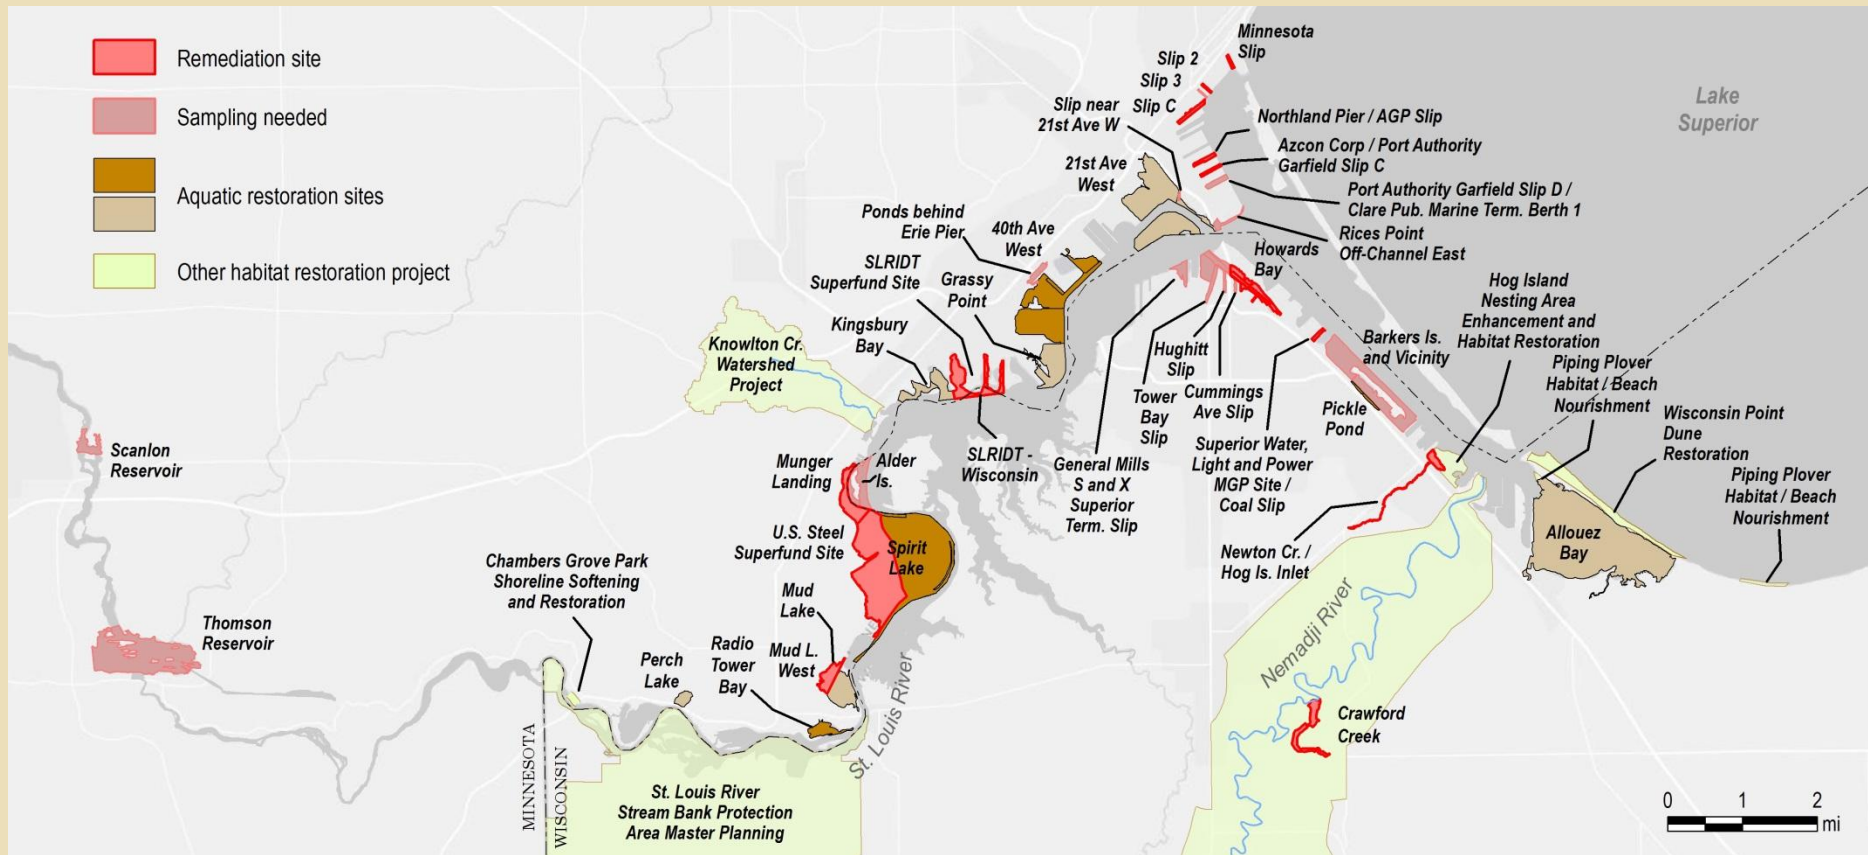 Remediation site
Sampling needed
Aquatic restoration sites
Other habitat restoration project
Minnesota
Slip
Slip 2
Slip 3
Slip C
Slip near
21st Ave W
21st Ave
West
Northland Pier / AGP Slip
Azcon Corp / Port Authority
Garfield Slip C
Port Authority Garfield Slip D /
Clare Pub. Marine Term. Berth 1
Rices Point
Off-Channel East
Lake
Superior
Ponds behind
Erie Pier
40th Ave
West
SLRIDT
Superfund Site
Grassy
Point
Kingsbury
Bay
Knowlton Cr.
Watershed
Project
Howards
Bay
Hog Island
Nesting Area
Enhancement and
Habitat Restoration
Barkers Is.
and Vicinity
Piping Plover
Habitat / Beach
Nourishment
Wisconsin Point
Dune
Restoration
Piping Plover
Habitat / Beach
Nourishment
Hughitt
Slip
Cummings
Ave Slip
Tower
Bay
Slip
Pickle
Pond
Superior Water,
Light and Power
MGP Site /
Coal Slip
General Mills
S and X
Superior
Term. Slip
SLRIDT -
Wisconsin
Scanlon
Reservoir
Munger
Landing
Alder
Is.
U.S. Steel
Superfund Site
Spirit
Lake
Newton Cr. /
Hog Is. Inlet
Allouez
Bay
Chambers Grove Park
Shoreline Softening
and Restoration
Mud
Lake
Thomson
Reservoir
Perch
Lake
Radio
Tower
Bay
Mud L.
West
St. Louis River
Nemadji River
Crawford
Creek
MINNESOTA
WISCONSIN
St. Louis River
Stream Bank Protection
Area Master Planning
0 1 2
mi